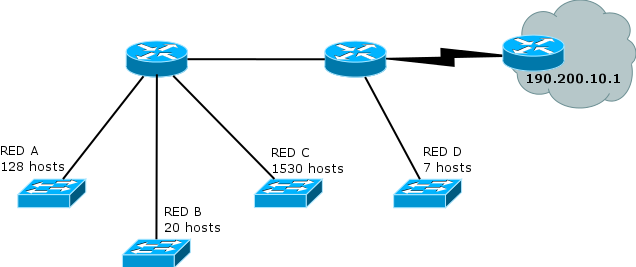 190.200.10.1
RED A
128 hosts
RED B
20 hosts
RED C
1530 hosts
RED D
7 hosts